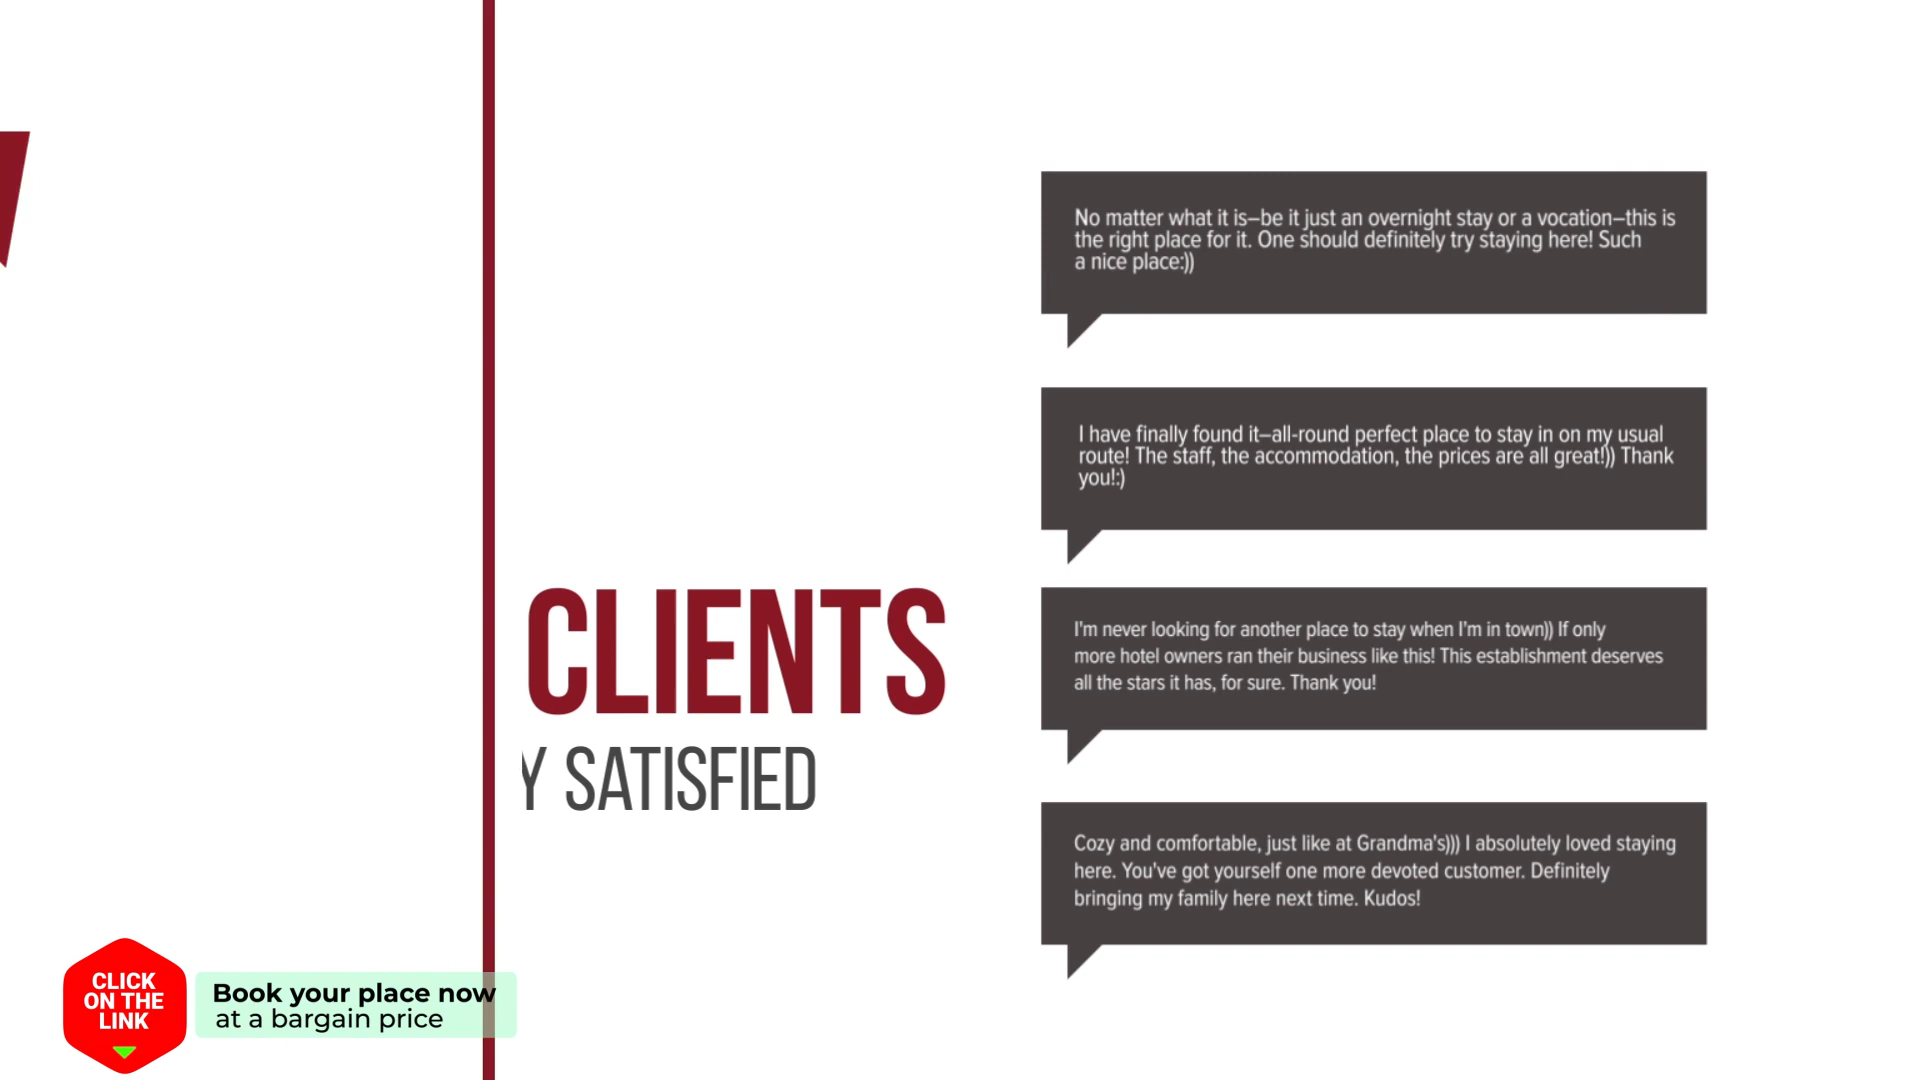 CLIENTS
Y SATISFIED
No matter what it is–be it just an overnight stay or a vocation–this is
the right place for it. One should definitely try staying here! Such
a nice place:))
I have finally found it–all-round perfect place to stay in on my usual
route! The staff, the accommodation, the prices are all great!)) Thank
you!:)
I'm never looking for another place to stay when I'm in town)) If only
more hotel owners ran their business like this! This establishment deserves
all the stars it has, for sure. Thank you!
Cozy and comfortable, just like at Grandma's))) I absolutely loved staying
here. You've got yourself one more devoted customer. Definitely
bringing my family here next time. Kudos!
CLICK
ON THE
LINK
Book your place now
at a bargain price